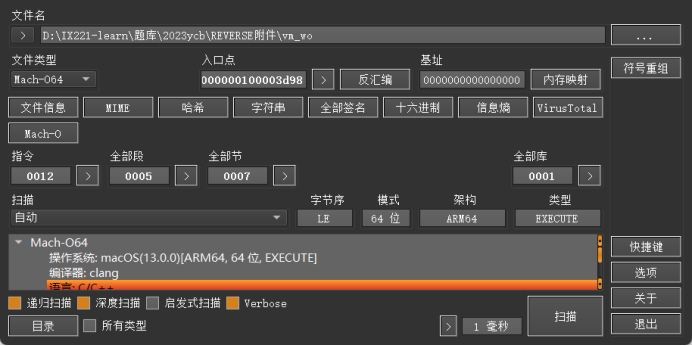 文件名
> D:\IX221-learn\题库\2023ycb\REVERSE附件\vm_wo ...
文件类型 入口点 基址
Mach-O64 000000100003d98 > 反汇编 0000000000000000 内存映射 符号重组
文件信息 MIME 哈希 字符串 全部签名 十六进制 信息熵 VirusTotal
Mach-O
指令 全部段 全部节 全部库
0012 > 0005 > 0007 > 0001 >
扫描 字节序 模式 架构 类型
自动 LE 64 位 ARM64 EXECUTE
Mach-O64
操作系统: macOS(13.0.0)[ARM64, 64 位, EXECUTE] 快捷键
编译器: clang 选项
语言: C/C++
递归扫描 深度扫描 启发式扫描 Verbose 扫描 关于
目录 所有类型 > 1 毫秒 退出